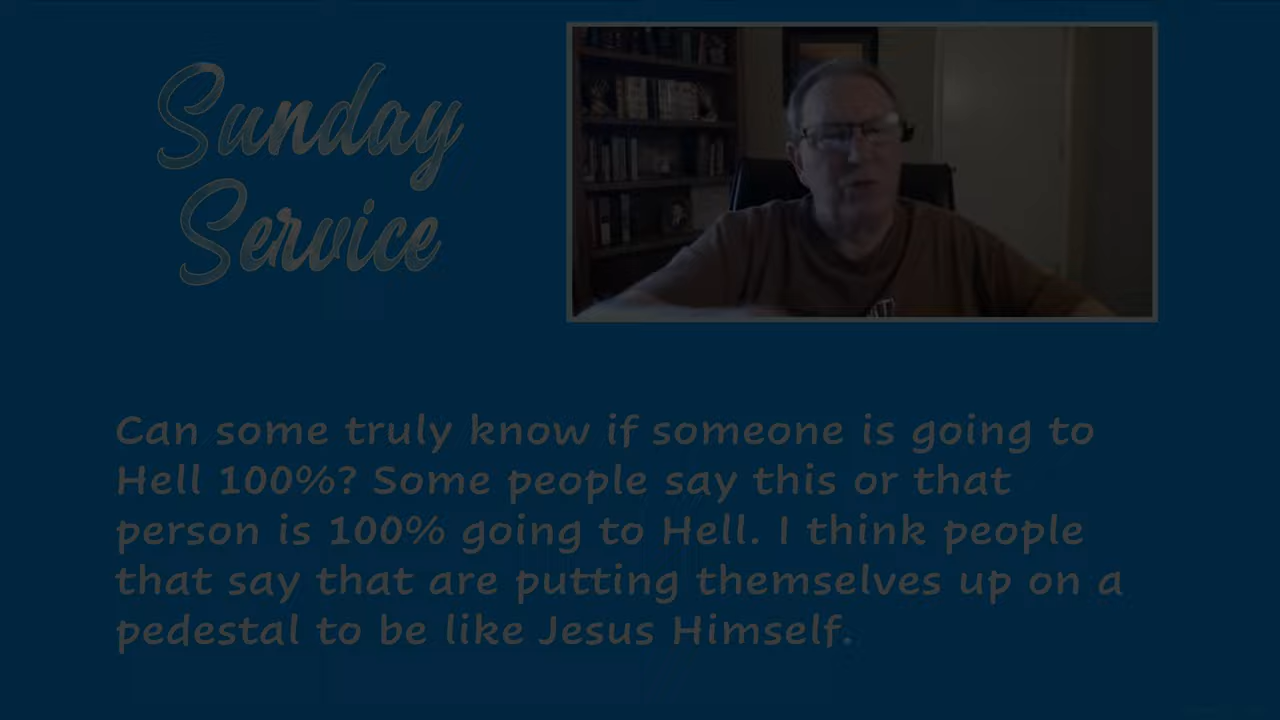 Sunday
Service
Can some truly know if someone is going to
Hell 100%? Some people say this or that
person is 100% going to Hell. I think people
that say that are putting themselves up on a
pedestal to be like Jesus Himself.